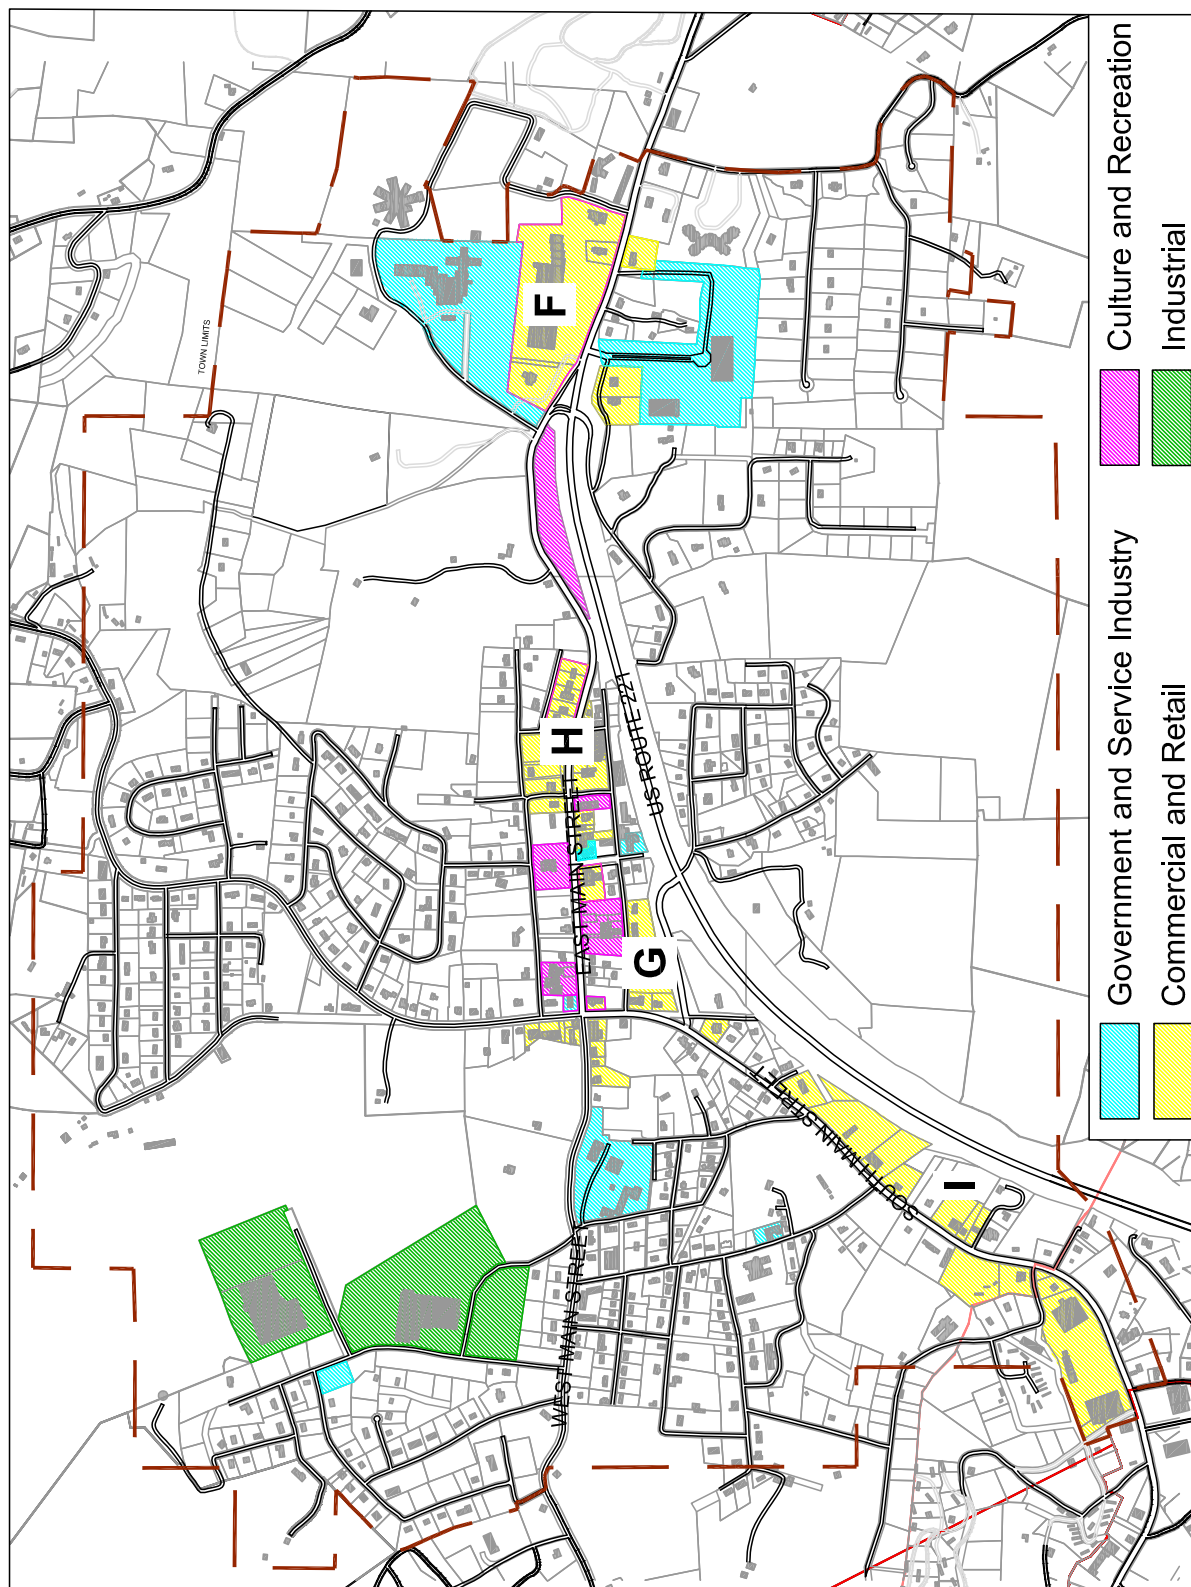 TOWN LIMITS
F
H
G
I
US ROUTE 221
EAST MAIN STREET
SOUTH MAIN STREET
WEST MAIN STREE
Government and Service Industry
Commercial and Retail
Culture and Recreation
Industrial